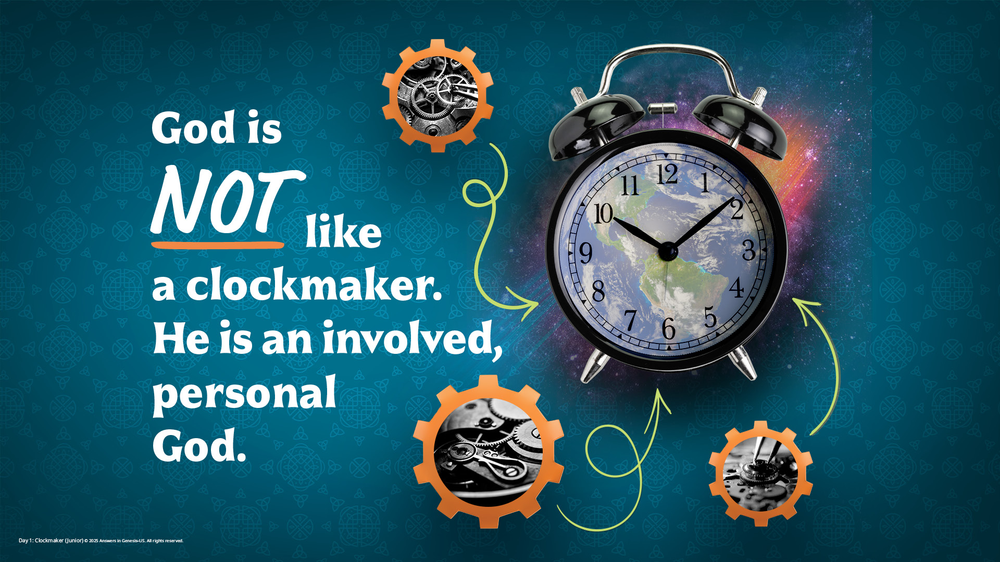 God is
NOT like
a clockmaker.
He is an involved,
personal
God.
12
1
2
3
4
5
6
7
8
9
10
11
Day 1: Clockmaker (Junior) © 2025 Answers in Genesis–US. All rights reserved.